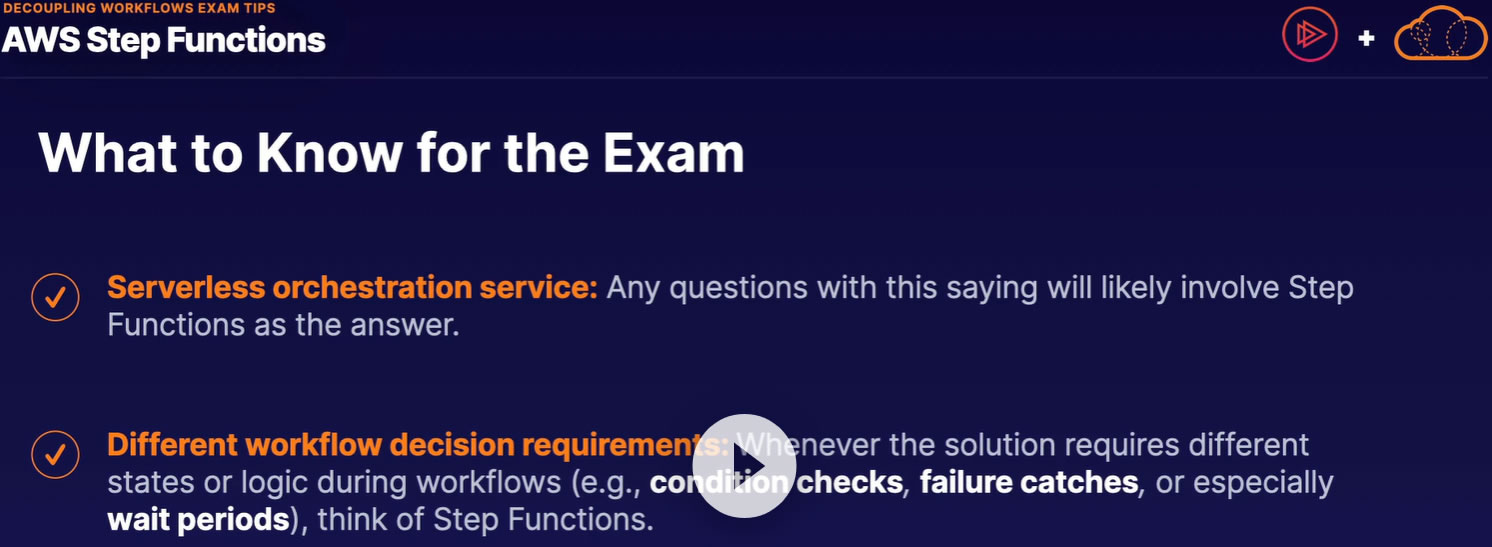 DECOUPLING WORKFLOWS EXAM TIPS
AWS Step Functions
What to Know for the Exam
Serverless orchestration service: Any questions with this saying will likely involve Step
Functions as the answer.
Different workflow decision requirements: Whenever the solution requires different
states or logic during workflows (e.g., condition checks, failure catches, or especially
wait periods), think of Step Functions.